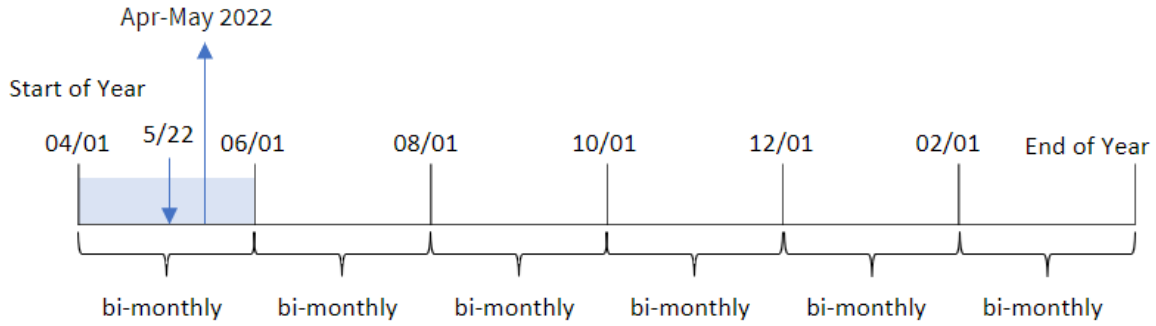 Apr-May 2022
Start of Year
04/01 5/22 06/01 08/01 10/01 12/01 02/01 End of Year
bi-monthly bi-monthly bi-monthly bi-monthly bi-monthly bi-monthly